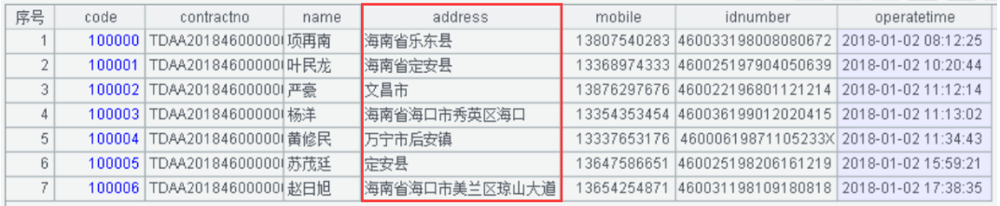 序号 code contractno name address mobile idnumber operatetime
1 100000 TDAA20184600000 项再南 海南省乐东县 13807540283 460033198008080672 2018-01-02 08:12:25
2 100001 TDAA20184600000 叶民龙 海南省定安县 13368974333 460025197904050639 2018-01-02 10:20:44
3 100002 TDAA20184600000 严豪 文昌市 13876297676 460022196801121214 2018-01-02 11:12:14
4 100003 TDAA20184600000 杨洋 海南省海口市秀英区海口 13354353454 460036199012020415 2018-01-02 11:13:02
5 100004 TDAA20184600000 黄修民 万宁市后安镇 13337653176 46000619871105233X 2018-01-02 11:34:43
6 100005 TDAA20184600000 苏茂廷 定安县 13647586651 460025198206161219 2018-01-02 15:59:21
7 100006 TDAA20184600000 赵日旭 海南省海口市美兰区琼山大道 13654254871 460031198109180818 2018-01-02 17:38:35